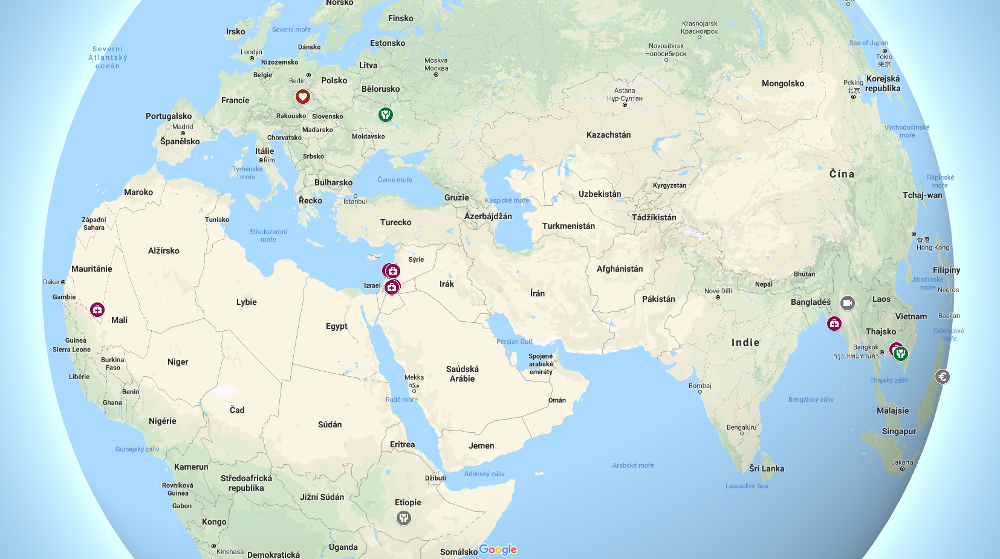 Norsko
Finsko
Irsko
Severní moře
Krasnojarsk
Красноярск
Estonsko
Sea of Japan
Dánsko
Novosibirsk
Новосибирск
Severní
Atlantský
oceán
Londýn
Tokio
東京
Nizozemsko
Litva
Moskva
Москва
Belgie
Berlín
Polsko
Mongolsko
Peking
北京
Korejská
republika
Bělorusko
Astana
Нур-Султан
Francie
Portugalsko
Rakousko
Slovensko
Madrid
Španělsko
Maďarsko
Chorvatsko
Moldavsko
Kazachstán
Východočínské
moře
Itálie
Řím
Srbsko
Tyrhénské
moře
Čína
Bulharsko
Černé moře
Filipínské
moře
Kyrgyzstán
Maroko
Řecko
Istanbul
Gruzie
Kaspické moře
Uzbekistán
Tchaj-wan
Západní
Sahara
Tunisko
Turecko
Ázerbájdžán
Turkmenistán
Tádžikistán
Středozemní
moře
香港
Hong Kong
Alžírsko
Sýrie
Mauritánie
Afghánistán
Filipíny
Bhútán
Dakar
Izrael
Irák
Nepál
Jihočínské
moře
Negros
Gambie
Lybie
Írán
Pákistán
Nové Dillí
Bangladéš
Laos
Mali
Egypt
Vietnam
Basilan
Thajsko
Celebeské
moře
Guinea
Sierra Leone
Persian Gulf
Indie
Bangkok
กรุงเทพมหานคร
Burkina
Faso
Niger
Spojené
arabské
emiráty
Libérie
Saúdská
Arábie
Mekka
مكة
Bombaj
Thajský záliv
Benin
Ghana
Rudé moře
Omán
Bengálský záliv
Čad
Malajsie
Nigérie
Súdán
Bengalúru
Singapur
Guinejský záliv
Eritrea
Jemen
Kamerun
Arabské moře
Šrí Lanka
Jakarta
Středoafrická
republika
Džibuti
Adenský záliv
Rovníková
Guinea
Laccadive Sea
Jižní Súdán
Etiopie
Gabon
Kongo
Uganda
Kinshasa
Demokratická
Somálsko
Google